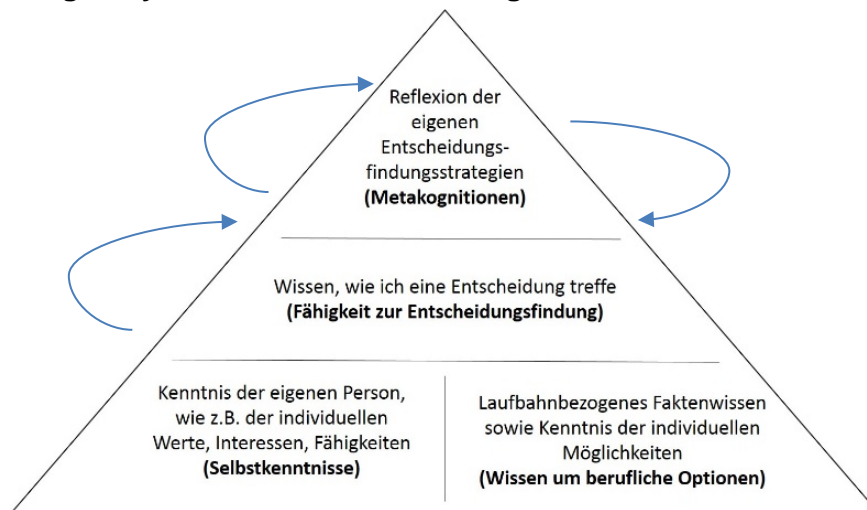 Reflexion der
eigenen
Entscheidungs-
findungsstrategien
(Metakognitionen)
Wissen, wie ich eine Entscheidung treffe
(Fähigkeit zur Entscheidungsfindung)
Kenntnis der eigenen Person,
wie z.B. der individuellen
Werte, Interessen, Fähigkeiten
(Selbstkenntnisse)
Laufbahnbezogenes Faktenwissen
sowie Kenntnis der individuellen
Möglichkeiten
(Wissen um berufliche Optionen)